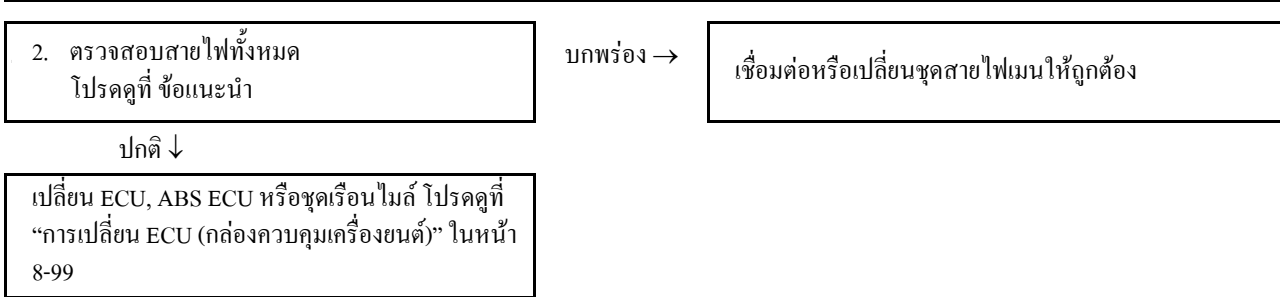 2. ตรวจสอบสายไฟทั้งหมด
โปรดดูที่ ข้อแนะนำ
บกพร่อง →
เชื่อมต่อหรือเปลี่ยนชุดสายไฟเมนให้ถูกต้อง
ปกติ ↓
เปลี่ยน ECU, ABS ECU หรือชุดเรือนไมล์ โปรดดูที่
“การเปลี่ยน ECU (กล่องควบคุมเครื่องยนต์)” ในหน้า
8-99